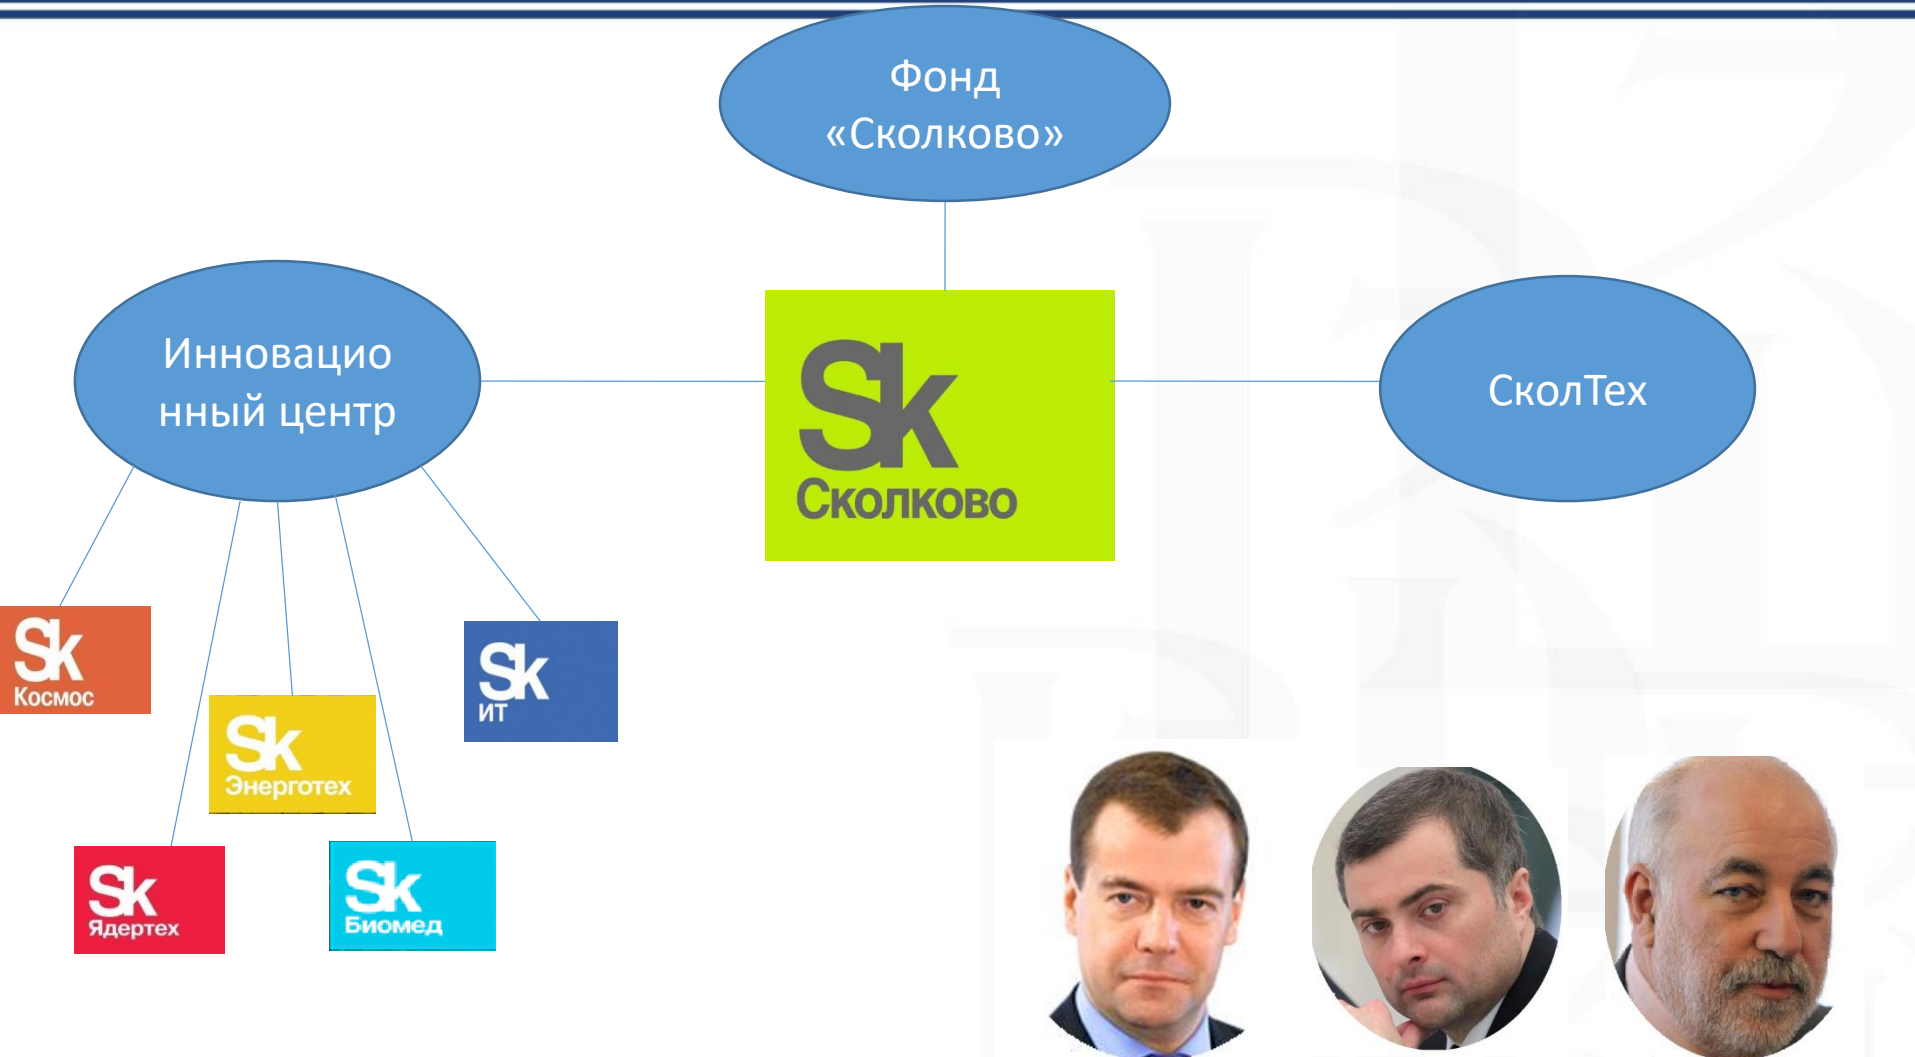 Фонд
«Сколково»
Инновацио
нный центр
Sk
Сколково
СколТех
Sk
Космос
Sk
ИТ
Sk
Энерготех
Sk
Ядертех
Sk
Биомед